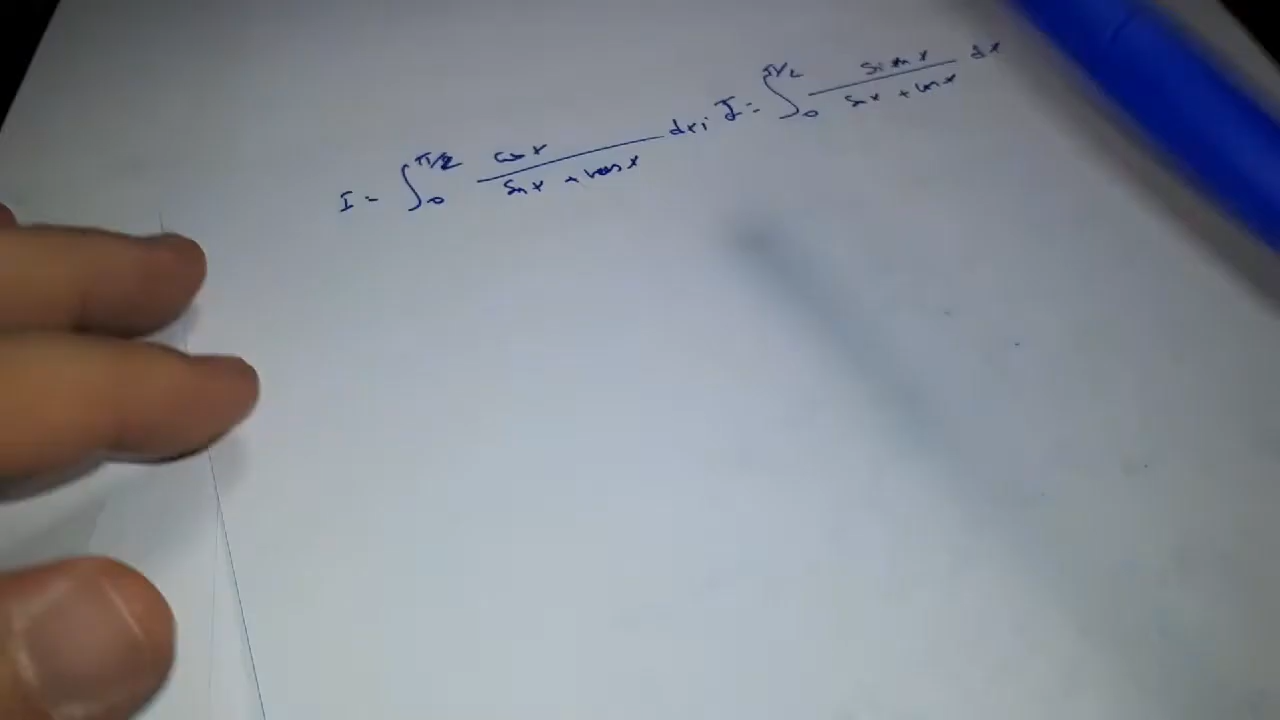 I = ∫₀^π/2 cos x / (sin x + cos x) dx ; J = ∫₀^π/2 sin x / (sin x + cos x) dx